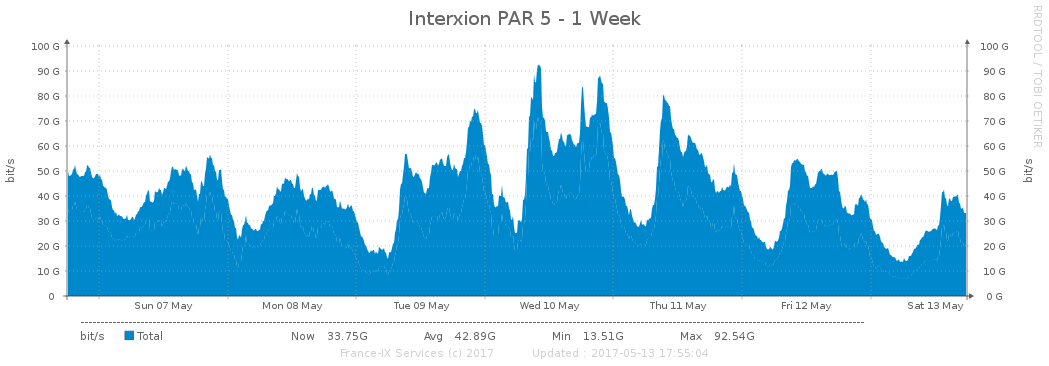 Interxion PAR 5 - 1 Week
RRDTOOL / TOBI OETIKER
bit/s
bit/s
100 G 100 G
90 G 90 G
80 G 80 G
70 G 70 G
60 G 60 G
50 G 50 G
40 G 40 G
30 G 30 G
20 G 20 G
10 G 10 G
0 0 G
Sun 07 May Mon 08 May Tue 09 May Wed 10 May Thu 11 May Fri 12 May Sat 13 May
bit/s Total Now 33.75G Avg 42.89G Min 13.51G Max 92.54G
France-IX Services (c) 2017 Updated : 2017-05-13 17:55:04